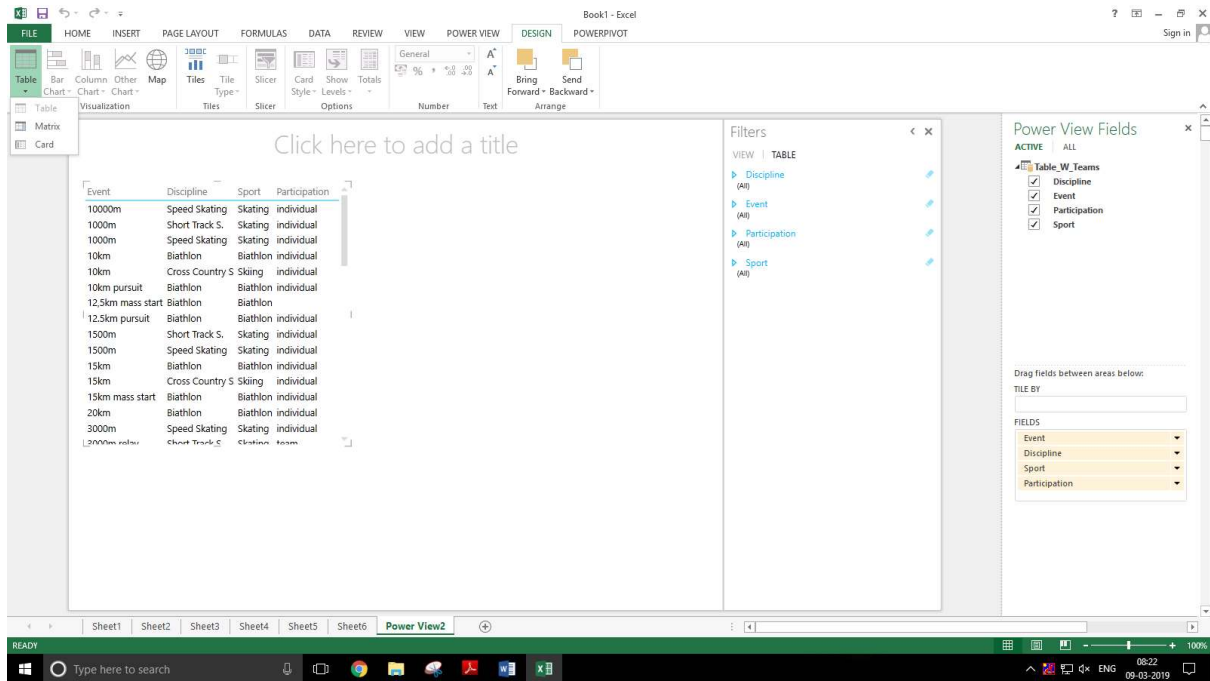 Book1 - Excel
?
Sign in
FILE HOME INSERT PAGE LAYOUT FORMULAS DATA REVIEW VIEW POWER VIEW DESIGN POWERPIVOT
Table Bar Chart Column Chart Other Chart Map Tiles Tile Type Slicer Card Style Show Levels Totals General % , Bring Forward Send Backward
Visualization Tiles Slicer Options Number Text Arrange
Table
Matrix
Card
Click here to add a title
Event Discipline Sport Participation
10000m Speed Skating Skating individual
1000m Short Track S. Skating individual
1000m Speed Skating Skating individual
10km Biathlon Biathlon individual
10km Cross Country S Skiing individual
10km pursuit Biathlon Biathlon individual
12,5km mass start Biathlon Biathlon
12.5km pursuit Biathlon Biathlon individual
1500m Short Track S. Skating individual
1500m Speed Skating Skating individual
15km Biathlon Biathlon individual
15km Cross Country S Skiing individual
15km mass start Biathlon Biathlon individual
20km Biathlon Biathlon individual
3000m Speed Skating Skating individual
3000m relay Short Track S. Skating team
Filters
VIEW | TABLE
Discipline
(All)
Event
(All)
Participation
(All)
Sport
(All)
Power View Fields
ACTIVE | ALL
Table_W_Teams
Discipline
Event
Participation
Sport
Drag fields between areas below:
TILE BY
FIELDS
Event
Discipline
Sport
Participation
Sheet1 Sheet2 Sheet3 Sheet4 Sheet5 Sheet6 Power View2
READY
100%
Type here to search
ENG
08:22
09-03-2019